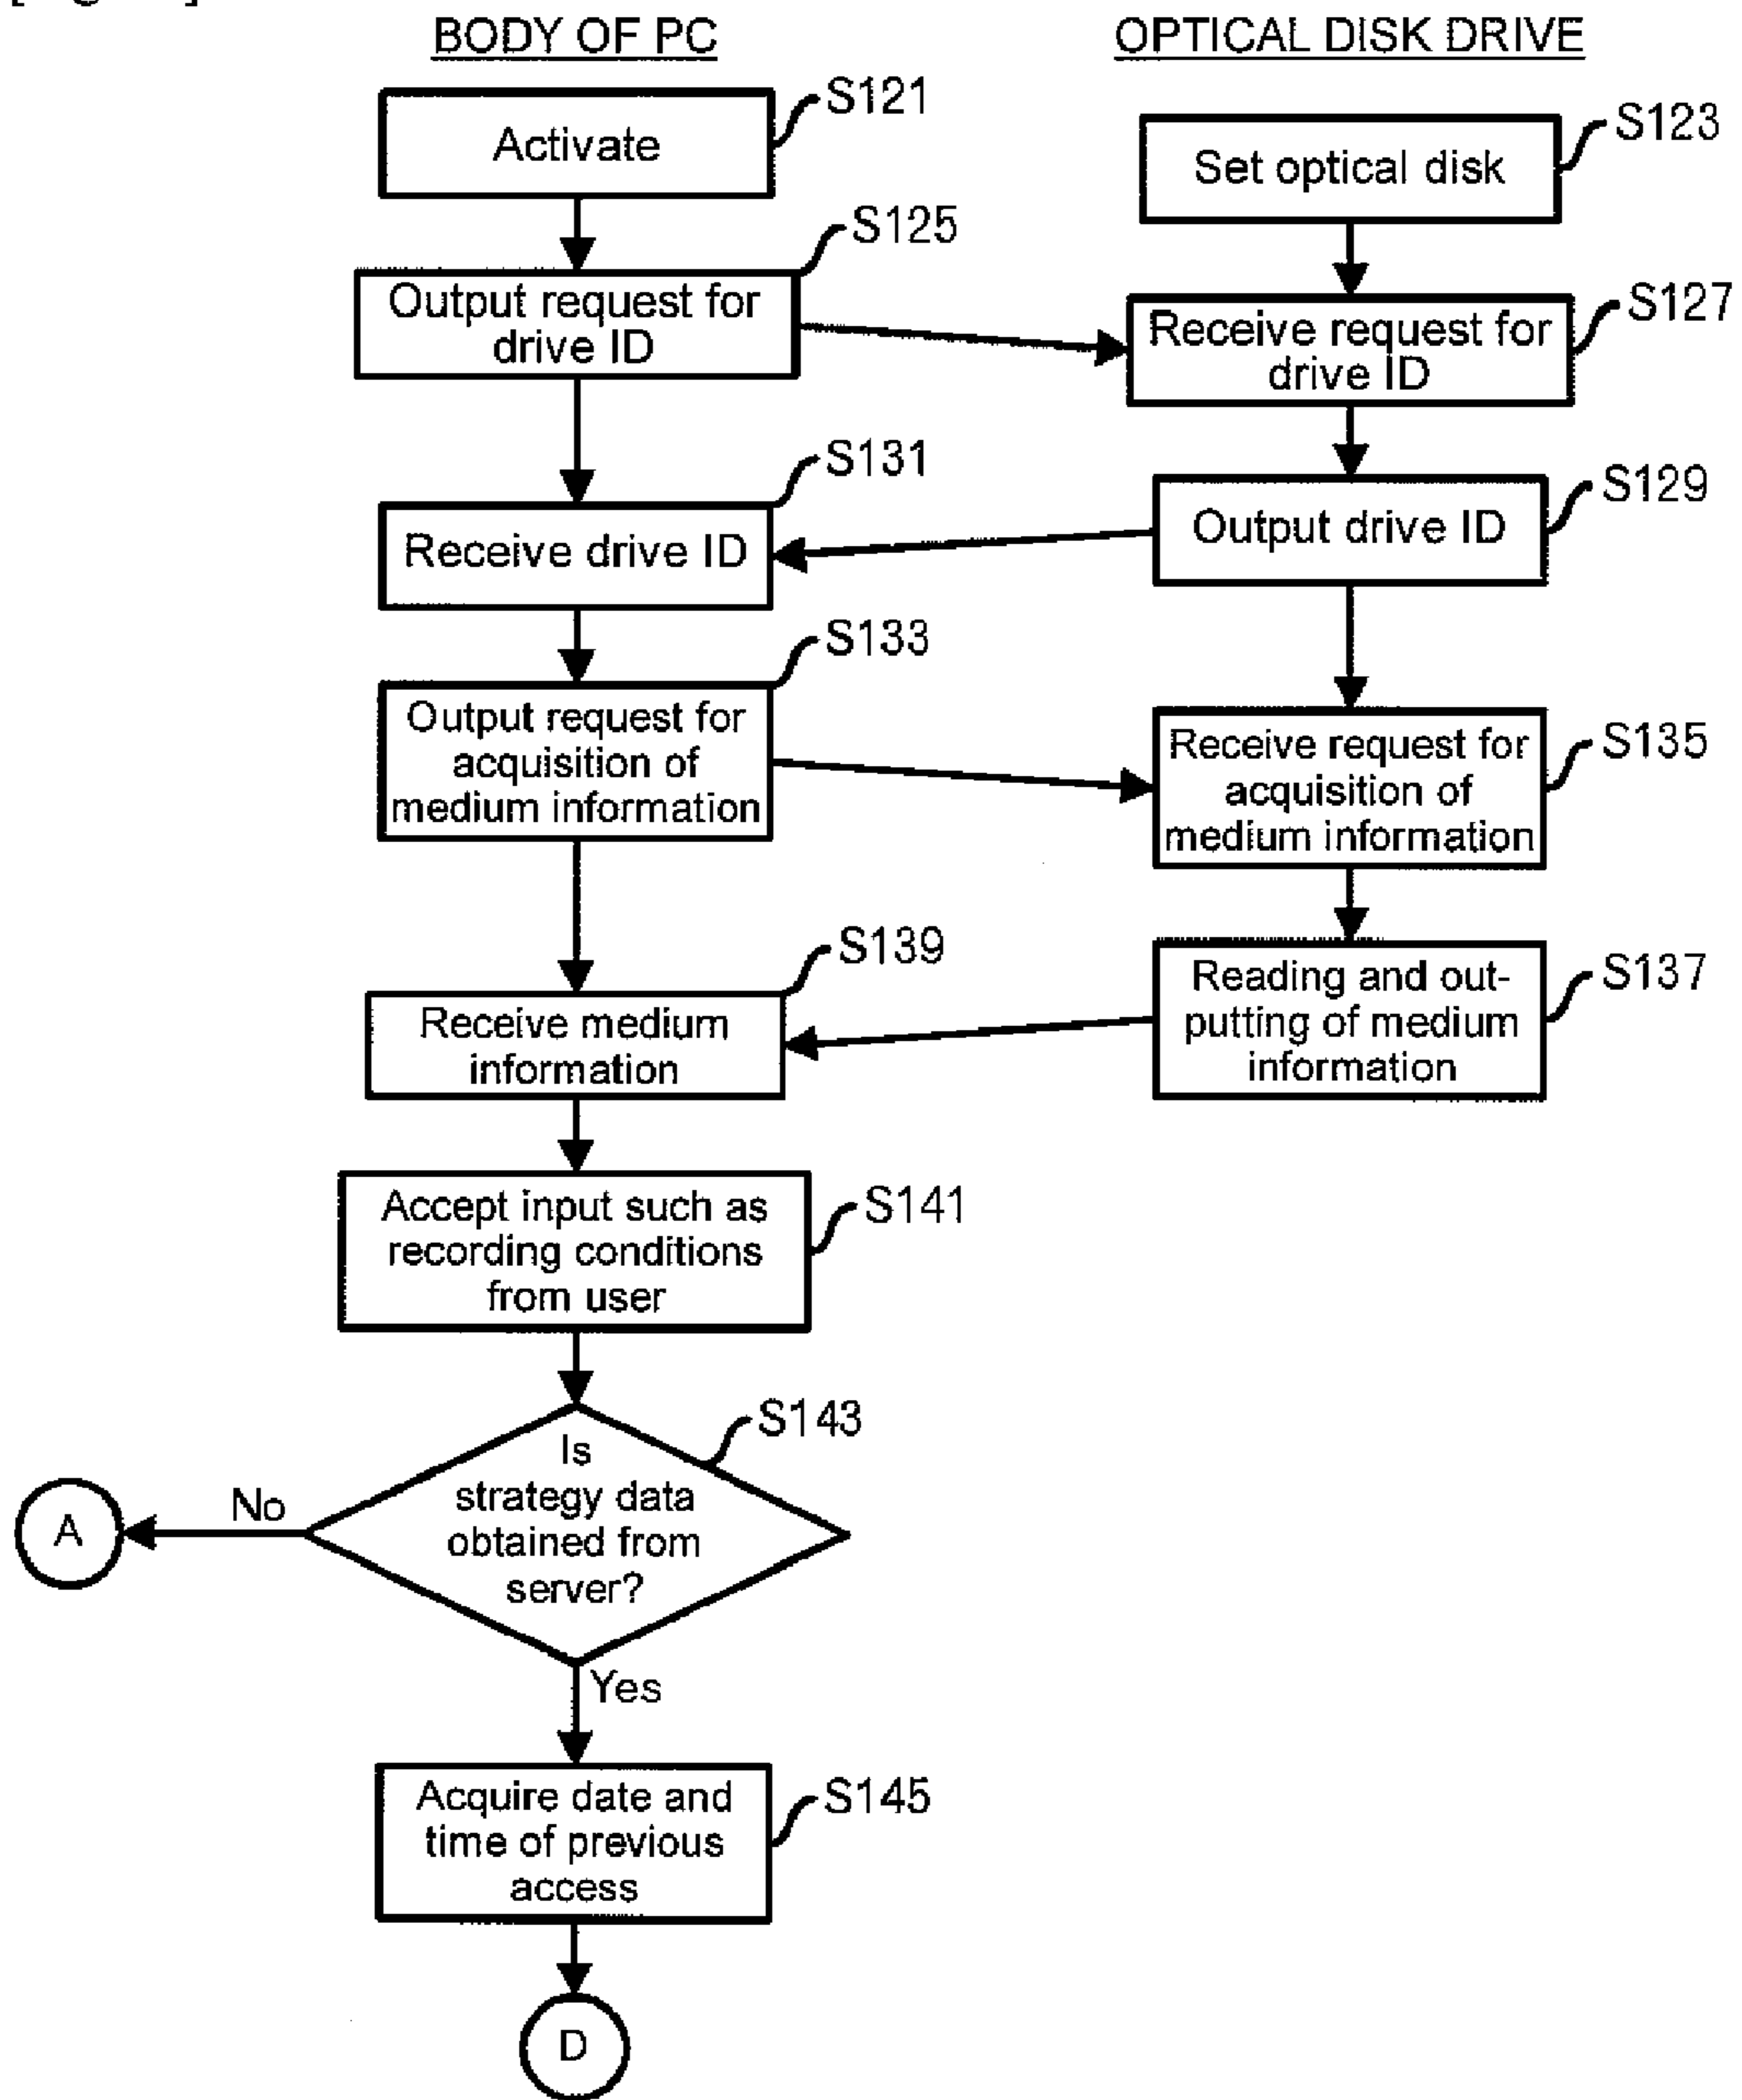 BODY OF PC
OPTICAL DISK DRIVE
S121
Activate
S123
Set optical disk
S125
Output request for
drive ID
S127
Receive request for
drive ID
S131
Receive drive ID
S129
Output drive ID
S133
Output request for
acquisition of
medium information
S135
Receive request for
acquisition of
medium information
S139
Receive medium
information
S137
Reading and out-
putting of medium
information
S141
Accept input such as
recording conditions
from user
S143
Is
strategy data
obtained from
server?
No
A
Yes
S145
Acquire date and
time of previous
access
D